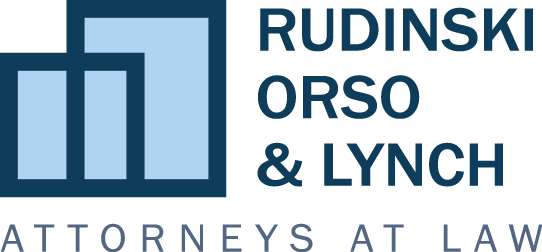 RUDINSKI
ORSO
& LYNCH
ATTORNEYS AT LAW